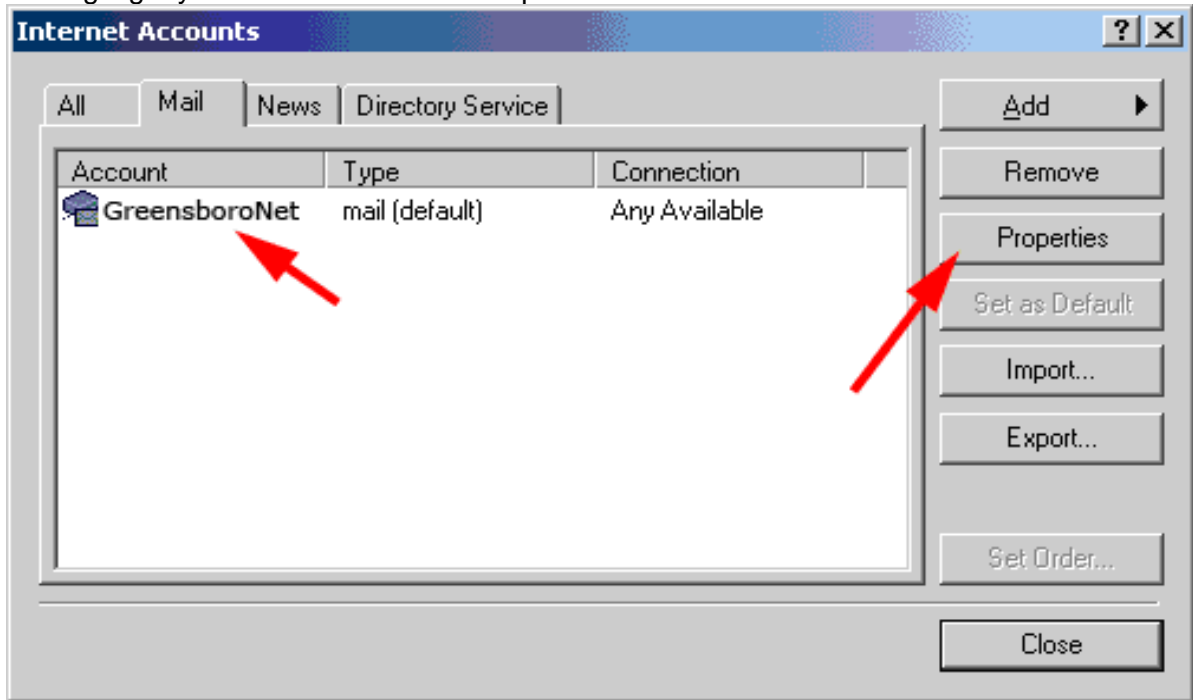 Internet Accounts ? ×
All Mail News Directory Service
Add
Account Type Connection
Remove
GreensboroNet mail (default) Any Available
Properties
Set as Default
Import...
Export...
Set Order...
Close